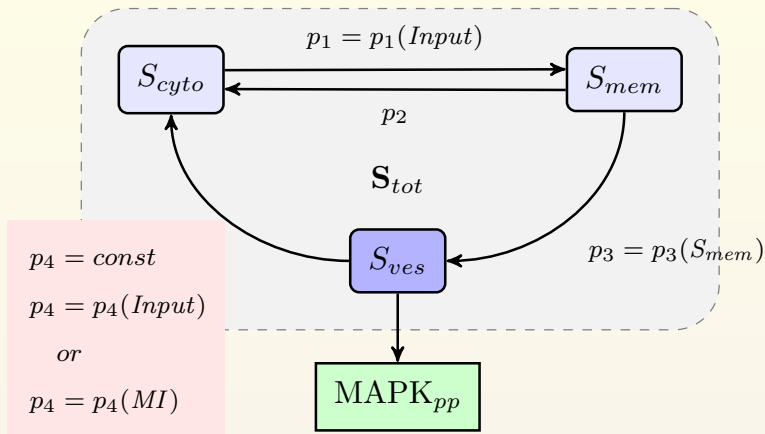 p₁ = p₁(Input)
S_cyto
S_mem
p₂
S_tot
S_ves
p₃ = p₃(S_mem)
p₄ = const
p₄ = p₄(Input)
or
p₄ = p₄(MI)
MAPK_pp